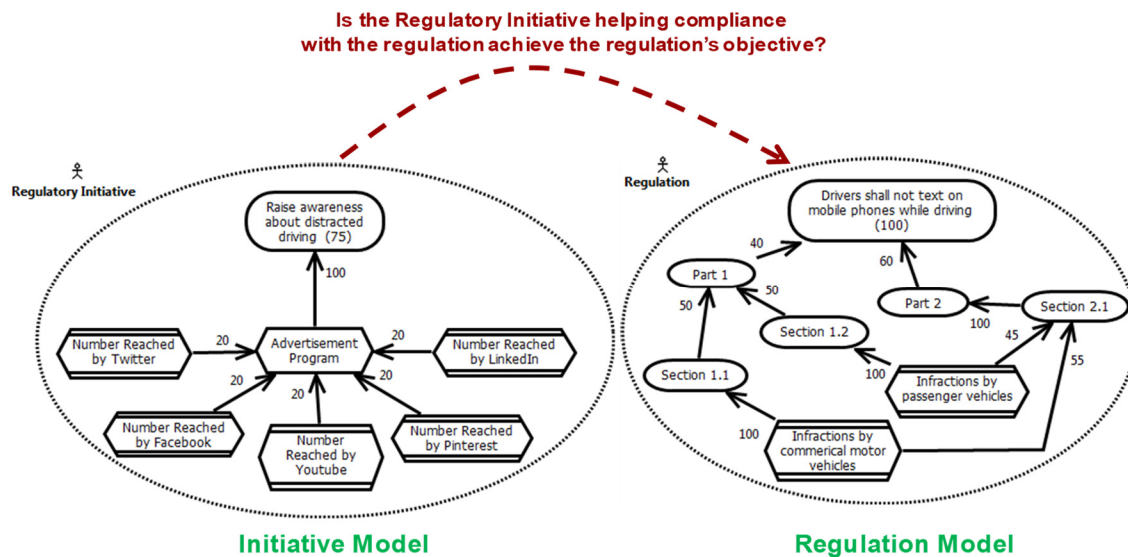 Is the Regulatory Initiative helping compliance
with the regulation achieve the regulation's objective?
Regulatory Initiative
Raise awareness
about distracted
driving (75)
100
Number Reached
by Twitter
20
Advertisement
Program
20
Number Reached
by LinkedIn
20
20
20
Number Reached
by Facebook
Number
Reached by
Youtube
Number Reached
by Pinterest
Initiative Model
Regulation
Drivers shall not text on
mobile phones while driving
(100)
40
60
Part 1
50
50
Part 2
100
Section 2.1
Section 1.2
45
55
Section 1.1
100
Infractions by
passenger vehicles
100
Infractions by
commerical motor
vehicles
Regulation Model